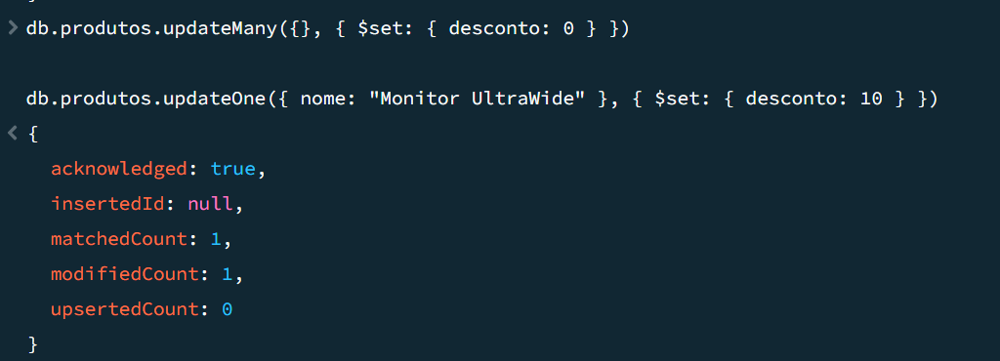 db.produtos.updateMany({}, { $set: { desconto: 0 } })
db.produtos.updateOne({ nome: "Monitor UltraWide" }, { $set: { desconto: 10 } })
{
acknowledged: true,
insertedId: null,
matchedCount: 1,
modifiedCount: 1,
upsertedCount: 0
}